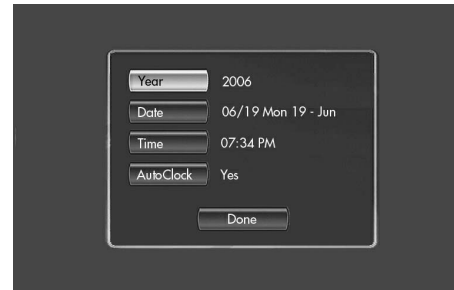 Year 2006
Date 06/19 Mon 19 - Jun
Time 07:34 PM
AutoClock Yes
Done